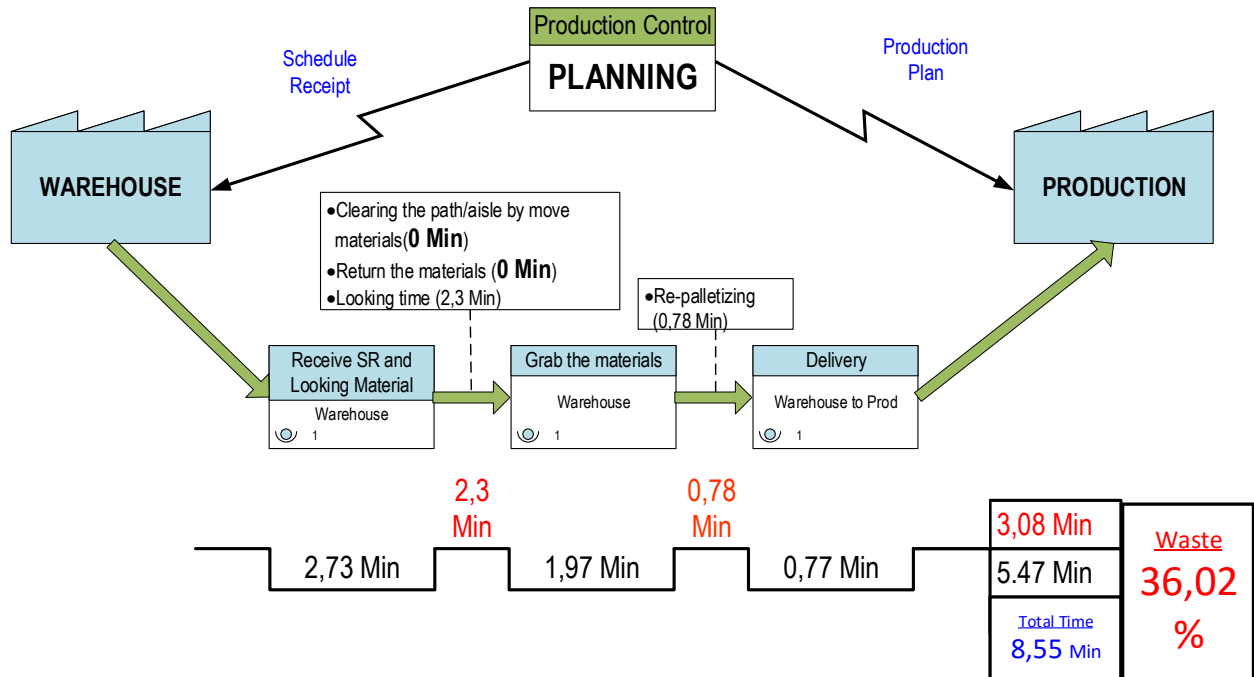 Production Control
PLANNING
Schedule
Receipt
Production
Plan
WAREHOUSE
PRODUCTION
•Clearing the path/aisle by move
materials(0 Min)
•Return the materials (0 Min)
•Looking time (2,3 Min)
•Re-palletizing
(0,78 Min)
Receive SR and
Looking Material
Warehouse
1
Grab the materials
Warehouse
1
Delivery
Warehouse to Prod
1
2,3
Min
0,78
Min
2,73 Min
1,97 Min
0,77 Min
3,08 Min
5.47 Min
Total Time
8,55 Min
Waste
36,02
%